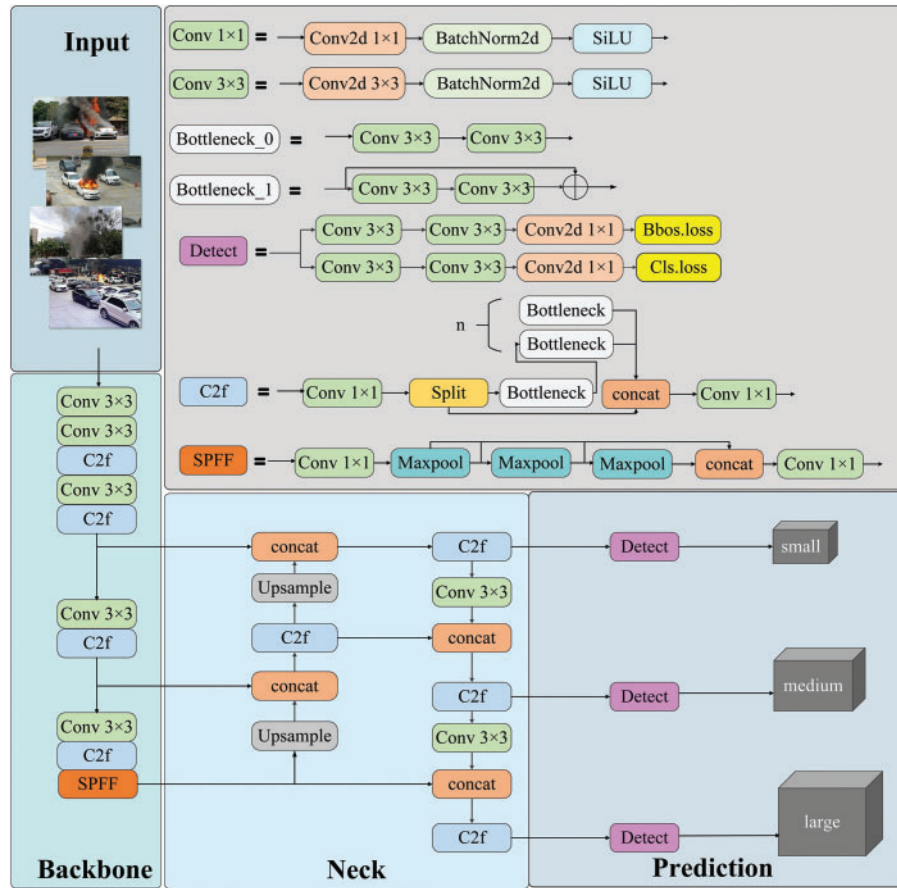 Input
Conv 1×1 = Conv2d 1×1 BatchNorm2d SiLU
Conv 3×3 = Conv2d 3×3 BatchNorm2d SiLU
Bottleneck_0 = Conv 3×3 Conv 3×3
Bottleneck_1 = Conv 3×3 Conv 3×3
Detect = Conv 3×3 Conv 3×3 Conv2d 1×1 Bbos.loss
Conv 3×3 Conv 3×3 Conv2d 1×1 Cls.loss
n Bottleneck
Bottleneck
C2f = Conv 1×1 Split Bottleneck concat Conv 1×1
SPFF = Conv 1×1 Maxpool Maxpool Maxpool concat Conv 1×1
Conv 3×3
Conv 3×3
C2f
Conv 3×3
C2f
Conv 3×3
C2f
Conv 3×3
C2f
SPFF
Backbone
concat C2f
Upsample Conv 3×3
C2f concat
concat C2f
Upsample Conv 3×3
concat
C2f
Neck
Detect small
Detect medium
Detect large
Prediction